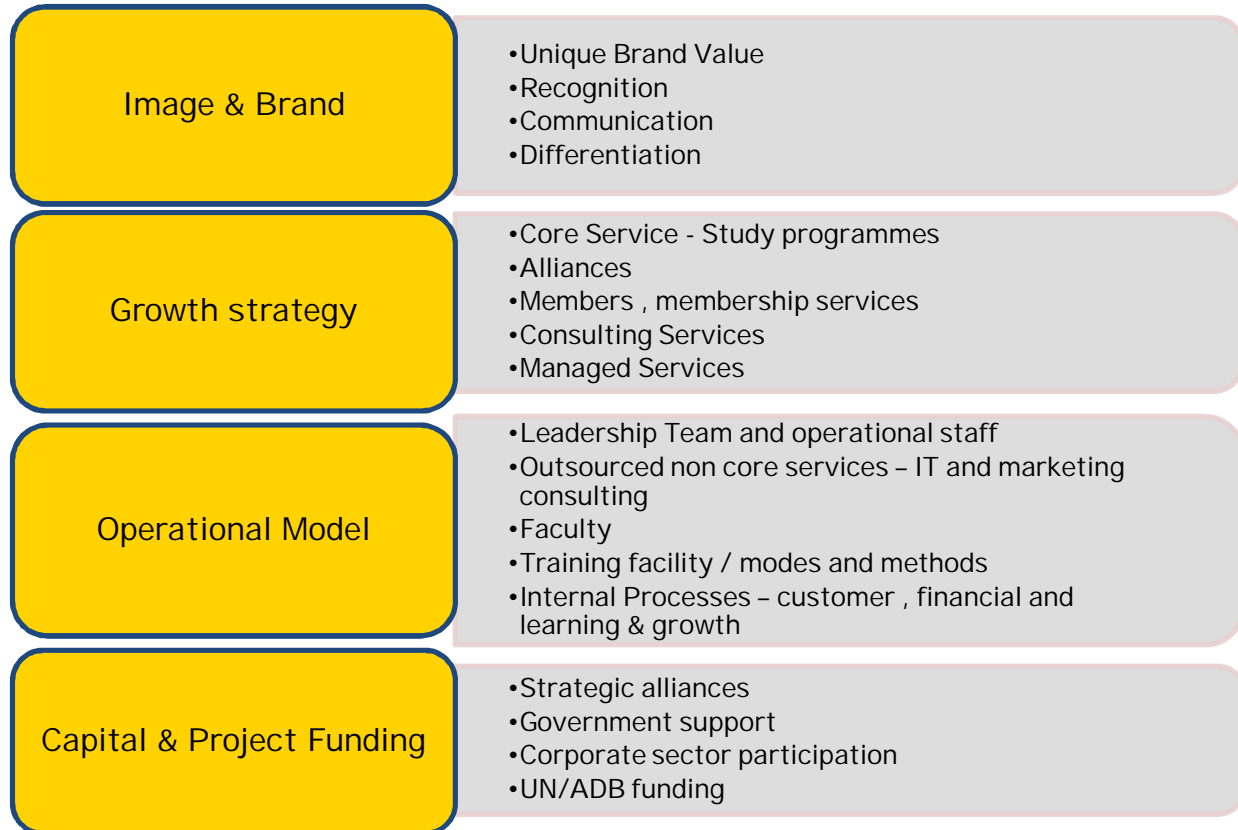 Image & Brand
•Unique Brand Value
•Recognition
•Communication
•Differentiation
Growth strategy
•Core Service - Study programmes
•Alliances
•Members , membership services
•Consulting Services
•Managed Services
Operational Model
•Leadership Team and operational staff
•Outsourced non core services – IT and marketing
consulting
•Faculty
•Training facility / modes and methods
•Internal Processes – customer , financial and
learning & growth
Capital & Project Funding
•Strategic alliances
•Government support
•Corporate sector participation
•UN/ADB funding